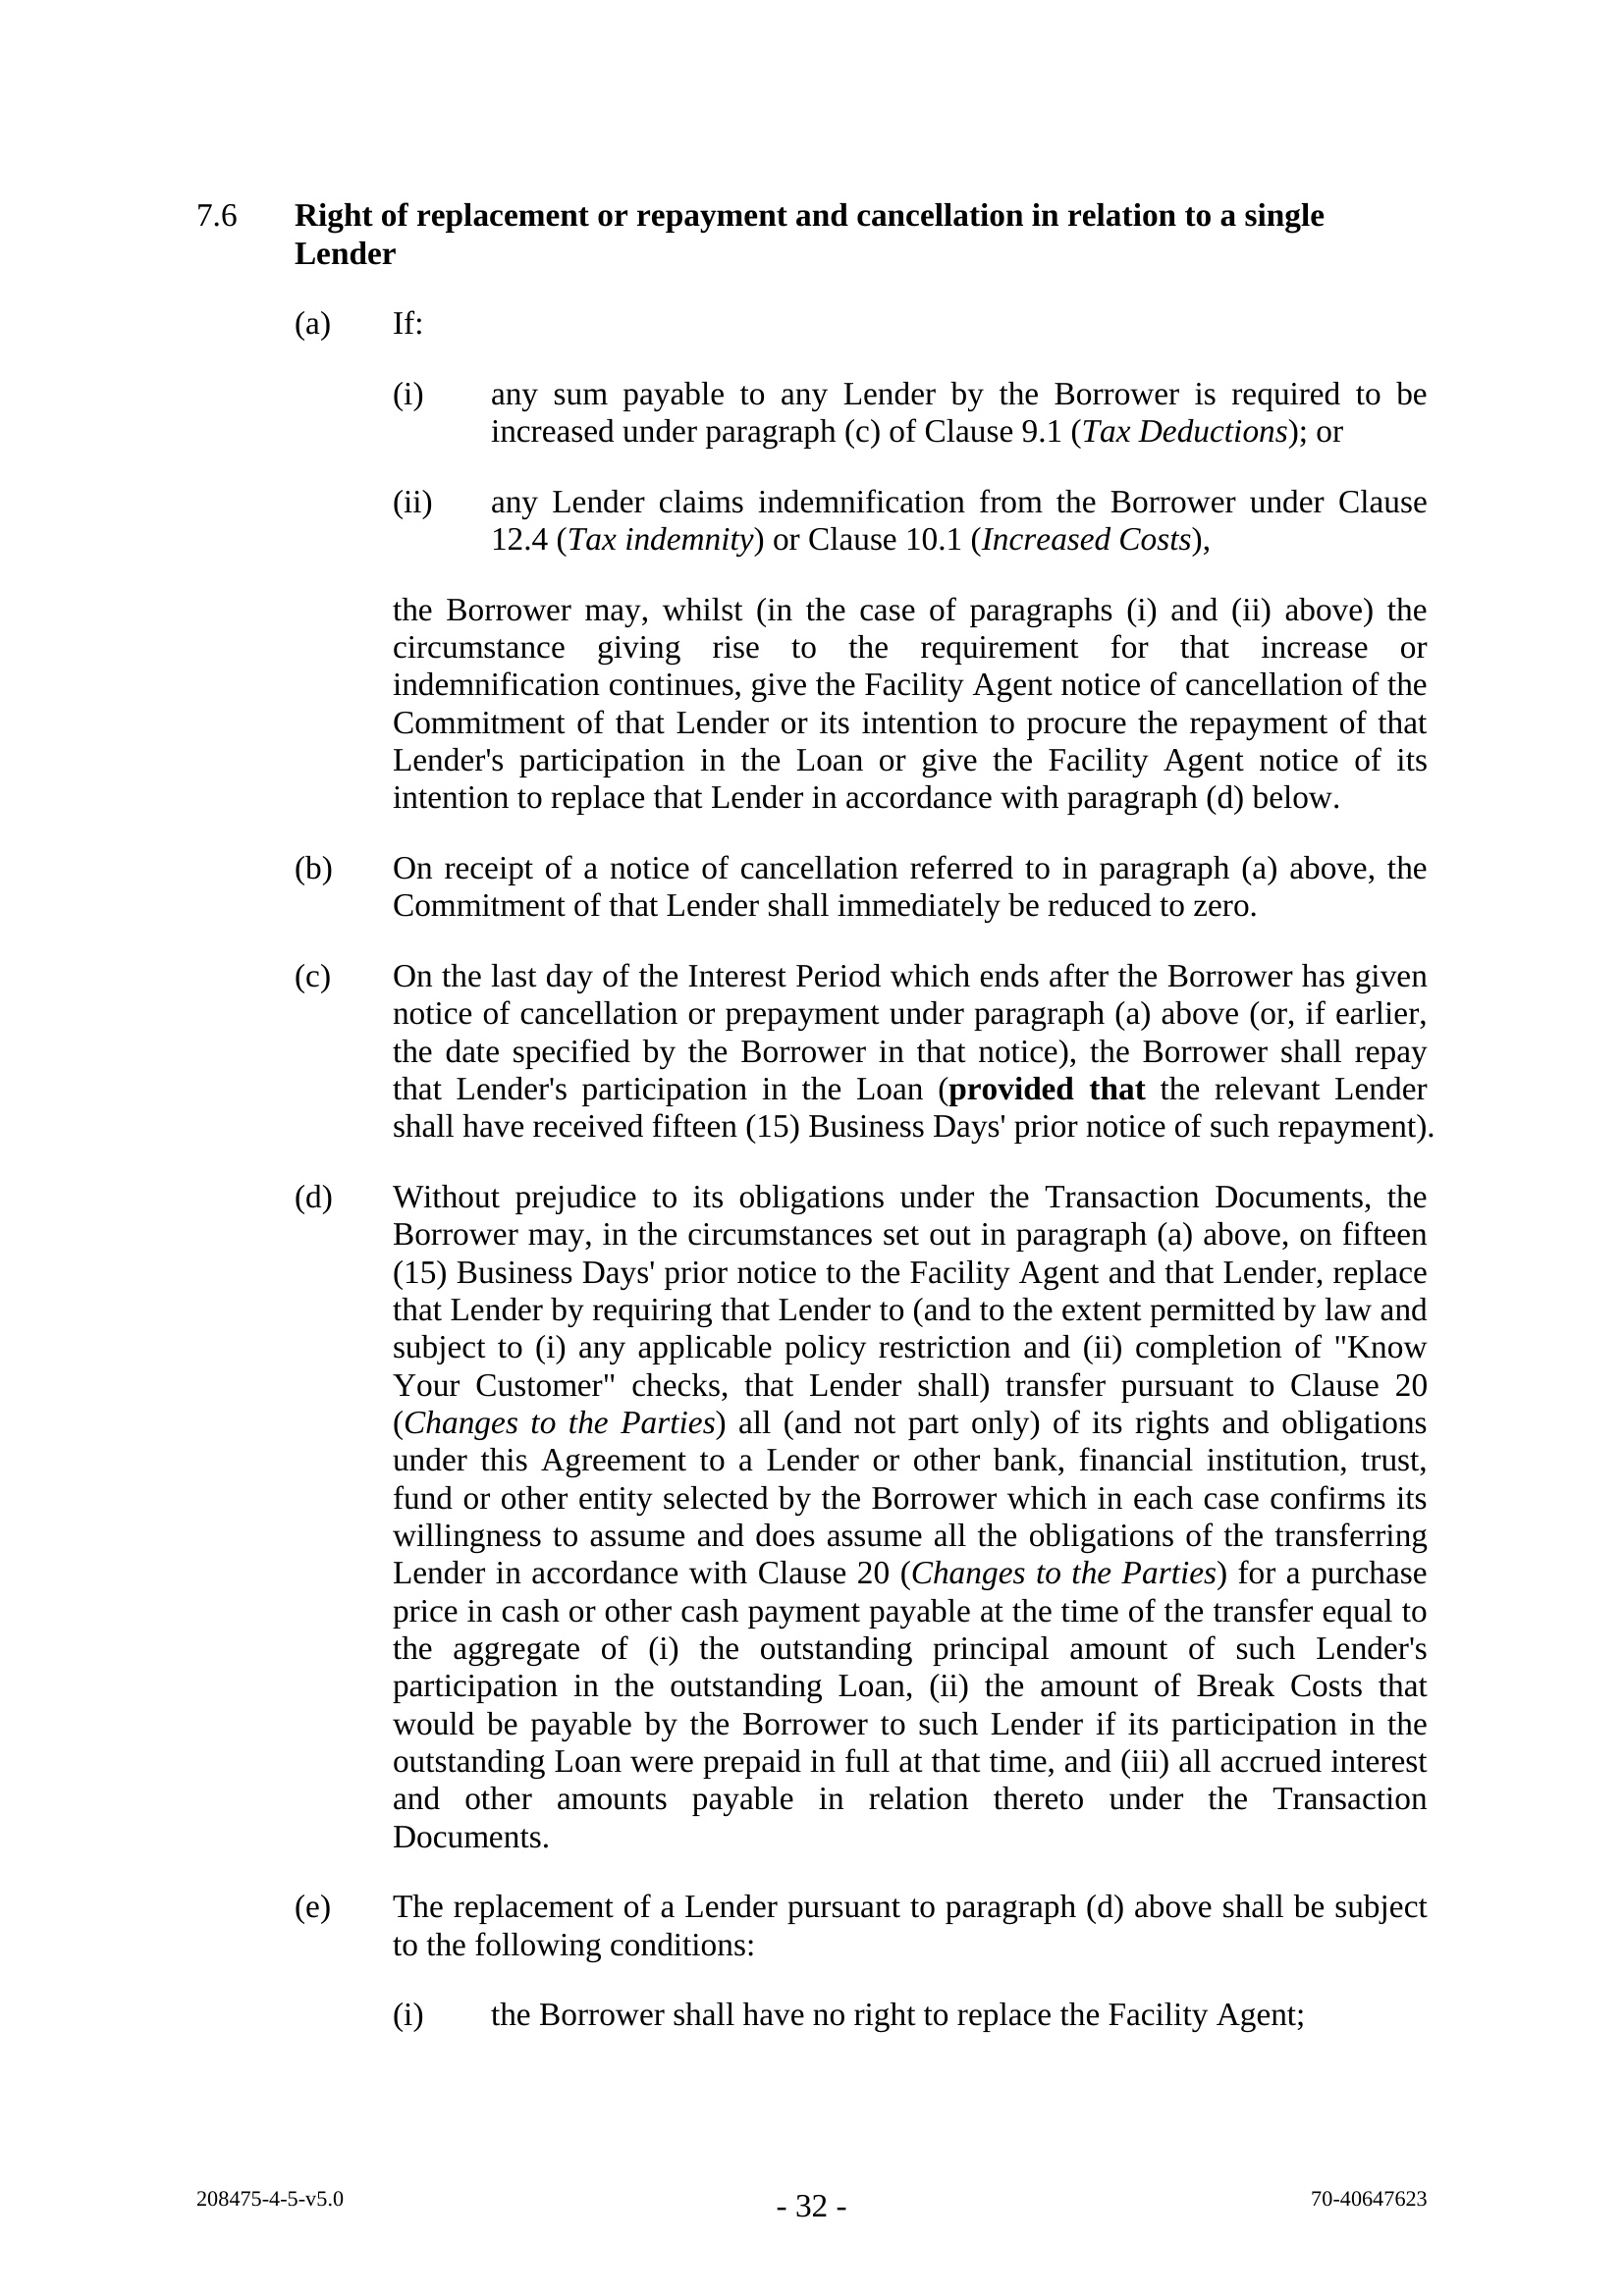 7.6 Right of replacement or repayment and cancellation in relation to a single
Lender
(a) If:
(i) any sum payable to any Lender by the Borrower is required to be
increased under paragraph (c) of Clause 9.1 (Tax Deductions); or
(ii) any Lender claims indemnification from the Borrower under Clause
12.4 (Tax indemnity) or Clause 10.1 (Increased Costs),
the Borrower may, whilst (in the case of paragraphs (i) and (ii) above) the
circumstance giving rise to the requirement for that increase or
indemnification continues, give the Facility Agent notice of cancellation of the
Commitment of that Lender or its intention to procure the repayment of that
Lender's participation in the Loan or give the Facility Agent notice of its
intention to replace that Lender in accordance with paragraph (d) below.
(b) On receipt of a notice of cancellation referred to in paragraph (a) above, the
Commitment of that Lender shall immediately be reduced to zero.
(c) On the last day of the Interest Period which ends after the Borrower has given
notice of cancellation or prepayment under paragraph (a) above (or, if earlier,
the date specified by the Borrower in that notice), the Borrower shall repay
that Lender's participation in the Loan (provided that the relevant Lender
shall have received fifteen (15) Business Days' prior notice of such repayment).
(d) Without prejudice to its obligations under the Transaction Documents, the
Borrower may, in the circumstances set out in paragraph (a) above, on fifteen
(15) Business Days' prior notice to the Facility Agent and that Lender, replace
that Lender by requiring that Lender to (and to the extent permitted by law and
subject to (i) any applicable policy restriction and (ii) completion of "Know
Your Customer" checks, that Lender shall) transfer pursuant to Clause 20
(Changes to the Parties) all (and not part only) of its rights and obligations
under this Agreement to a Lender or other bank, financial institution, trust,
fund or other entity selected by the Borrower which in each case confirms its
willingness to assume and does assume all the obligations of the transferring
Lender in accordance with Clause 20 (Changes to the Parties) for a purchase
price in cash or other cash payment payable at the time of the transfer equal to
the aggregate of (i) the outstanding principal amount of such Lender's
participation in the outstanding Loan, (ii) the amount of Break Costs that
would be payable by the Borrower to such Lender if its participation in the
outstanding Loan were prepaid in full at that time, and (iii) all accrued interest
and other amounts payable in relation thereto under the Transaction
Documents.
(e) The replacement of a Lender pursuant to paragraph (d) above shall be subject
to the following conditions:
(i) the Borrower shall have no right to replace the Facility Agent;
208475-4-5-v5.0 - 32 - 70-40647623